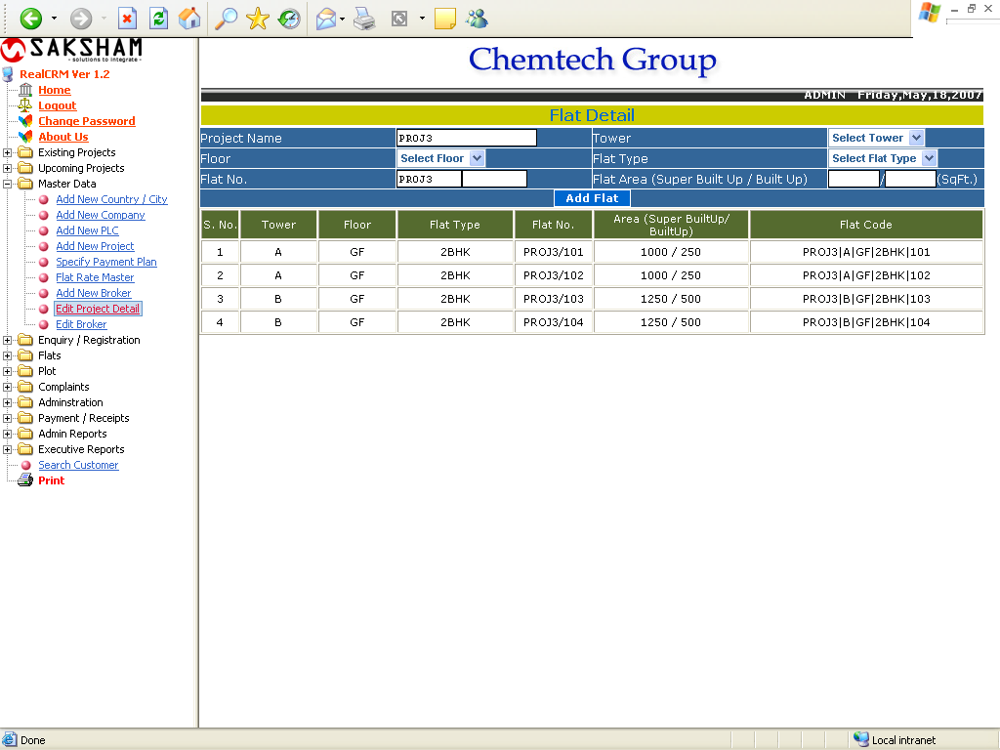 SAKSHAM
- solutions to integrate -
RealCRM Ver 1.2
Home
Logout
Change Password
About Us
Existing Projects
Upcoming Projects
Master Data
Add New Country / City
Add New Company
Add New PLC
Add New Project
Specify Payment Plan
Flat Rate Master
Add New Broker
Edit Project Detail
Edit Broker
Enquiry / Registration
Flats
Plot
Complaints
Adminstration
Payment / Receipts
Admin Reports
Executive Reports
Search Customer
Print
Chemtech Group
ADMIN Friday,May,18,2007
Flat Detail
Project Name PROJ3 Tower Select Tower
Floor Select Floor Flat Type Select Flat Type
Flat No. PROJ3 Flat Area (Super Built Up / Built Up) / (SqFt.)
Add Flat
S. No. Tower Floor Flat Type Flat No. Area (Super BuiltUp/ BuiltUp) Flat Code
1 A GF 2BHK PROJ3/101 1000 / 250 PROJ3|A|GF|2BHK|101
2 A GF 2BHK PROJ3/102 1000 / 250 PROJ3|A|GF|2BHK|102
3 B GF 2BHK PROJ3/103 1250 / 500 PROJ3|B|GF|2BHK|103
4 B GF 2BHK PROJ3/104 1250 / 500 PROJ3|B|GF|2BHK|104
Done
Local intranet